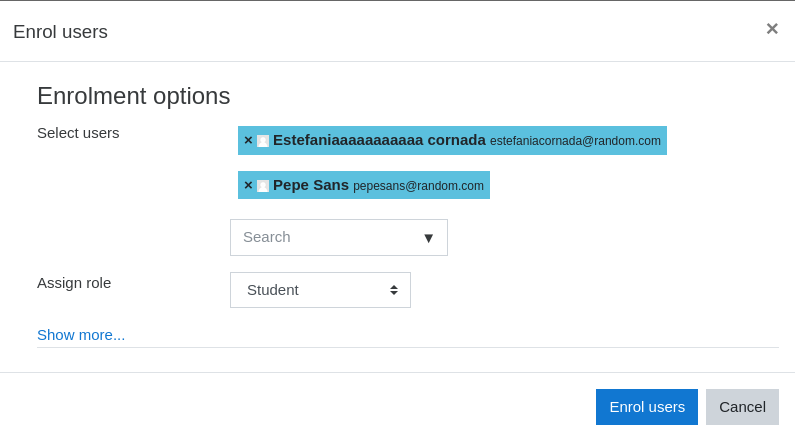 Enrol users ×
Enrolment options
Select users
× Estefaniaaaaaaaaaaa cornada estefaniacornada@random.com
× Pepe Sans pepesans@random.com
Search ▼
Assign role
Student
Show more...
Enrol users Cancel